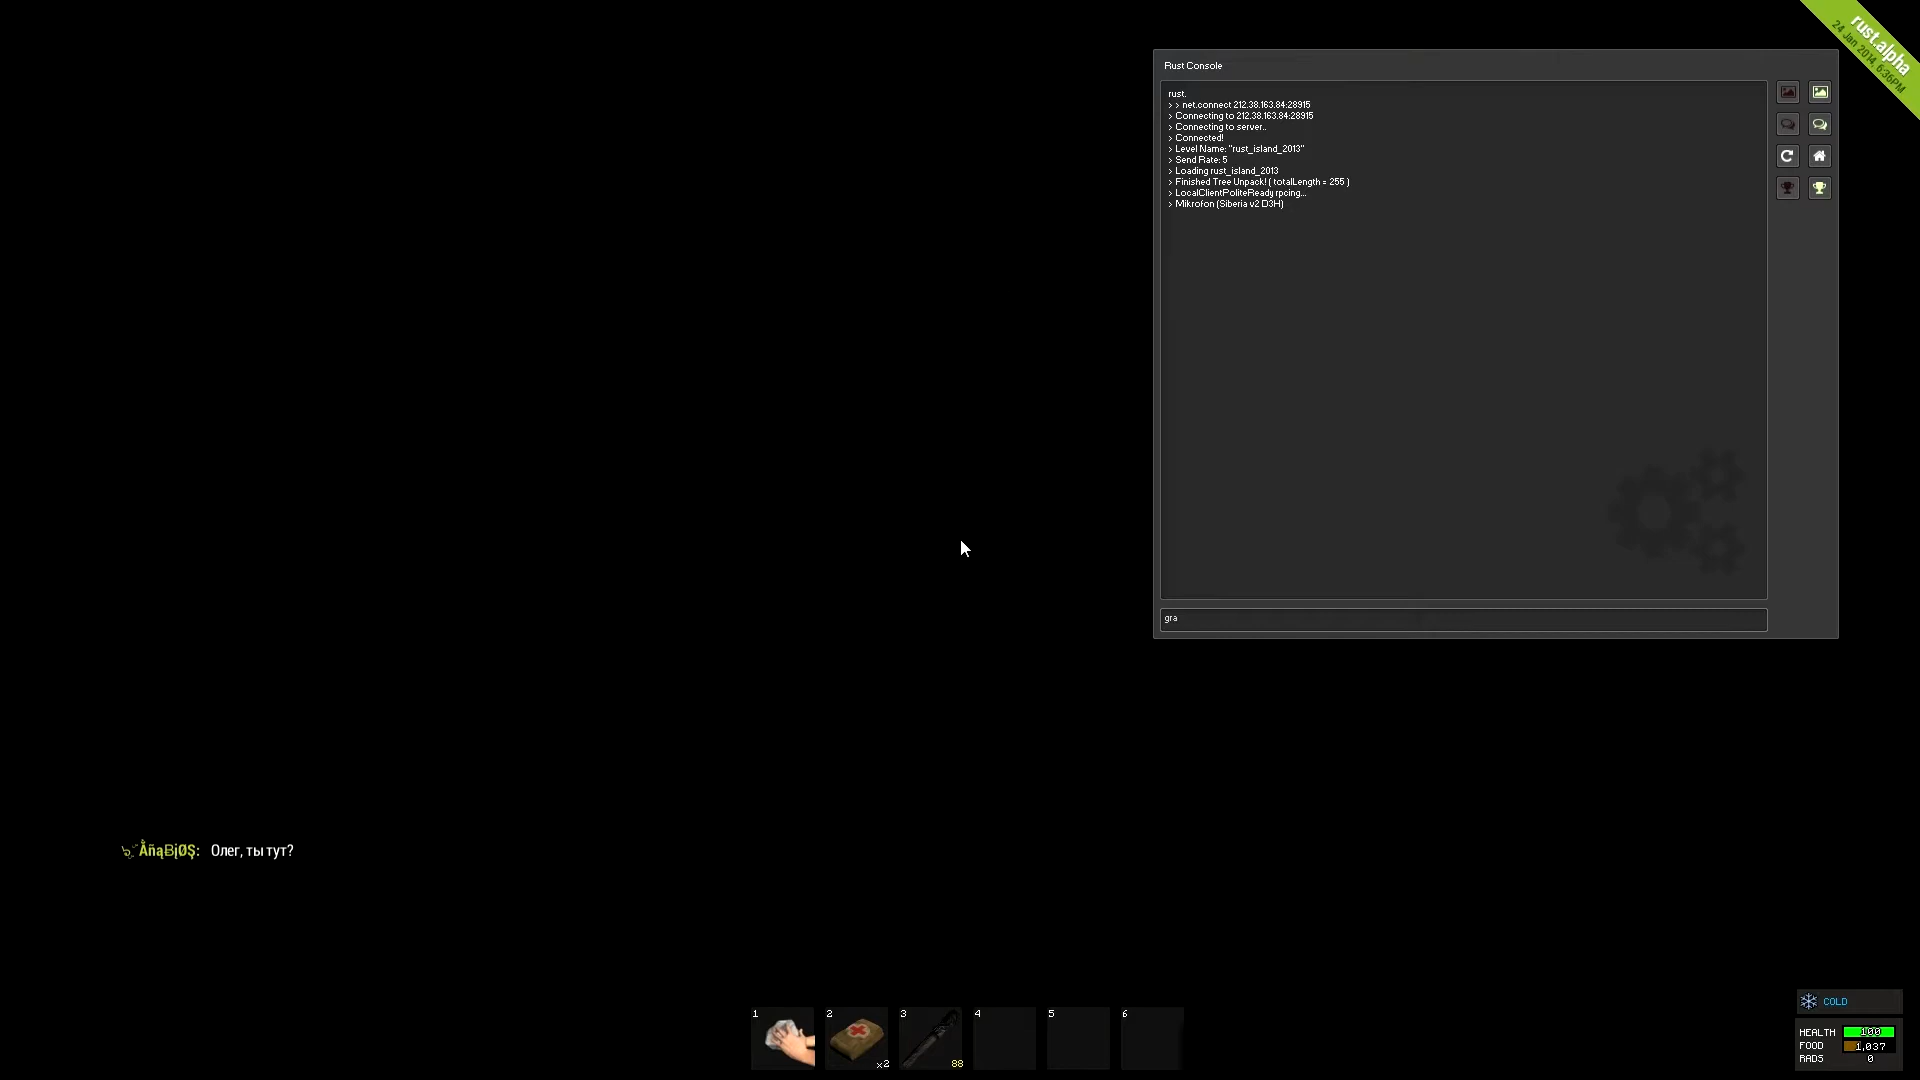 rust.alpha
24 Jan 2014, 6:36PM
Rust Console
rust.
> > net.connect 212.38.163.84:28915
> Connecting to 212.38.163.84:28915
> Connecting to server..
> Connected!
> Level Name: "rust_island_2013"
> Send Rate: 5
> Loading rust_island_2013
> Finished Tree Unpack! ( totalLength = 255 )
> LocalClientPoliteReady rpcing...
> Mikrofon (Siberia v2 D3H)
gra
Олег, ты тут?
1
2
3
4
5
6
x2
88
COLD
HEALTH 100
FOOD 1,037
RADS 0